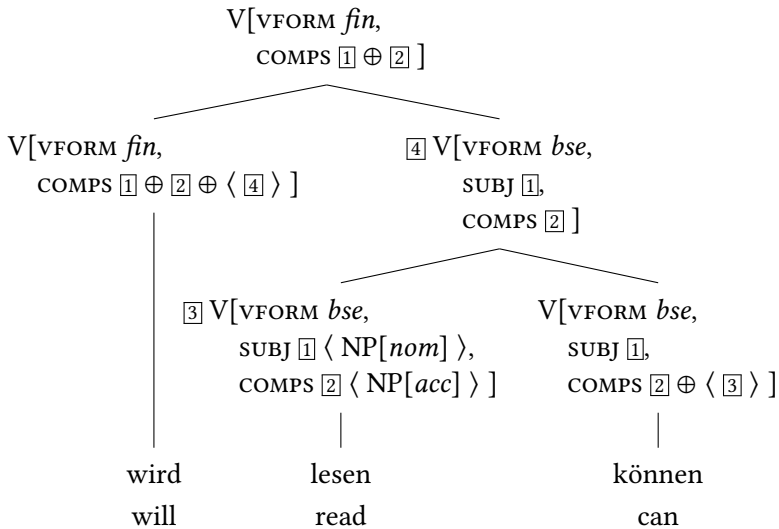 V[VFORM fin,
COMPS 1 ⊕ 2 ]
V[VFORM fin,
COMPS 1 ⊕ 2 ⊕ ⟨ 4 ⟩ ]
4 V[VFORM bse,
SUBJ 1,
COMPS 2 ]
3 V[VFORM bse,
SUBJ 1 ⟨ NP[nom] ⟩,
COMPS 2 ⟨ NP[acc] ⟩ ]
V[VFORM bse,
SUBJ 1,
COMPS 2 ⊕ ⟨ 3 ⟩ ]
wird lesen können
will read can